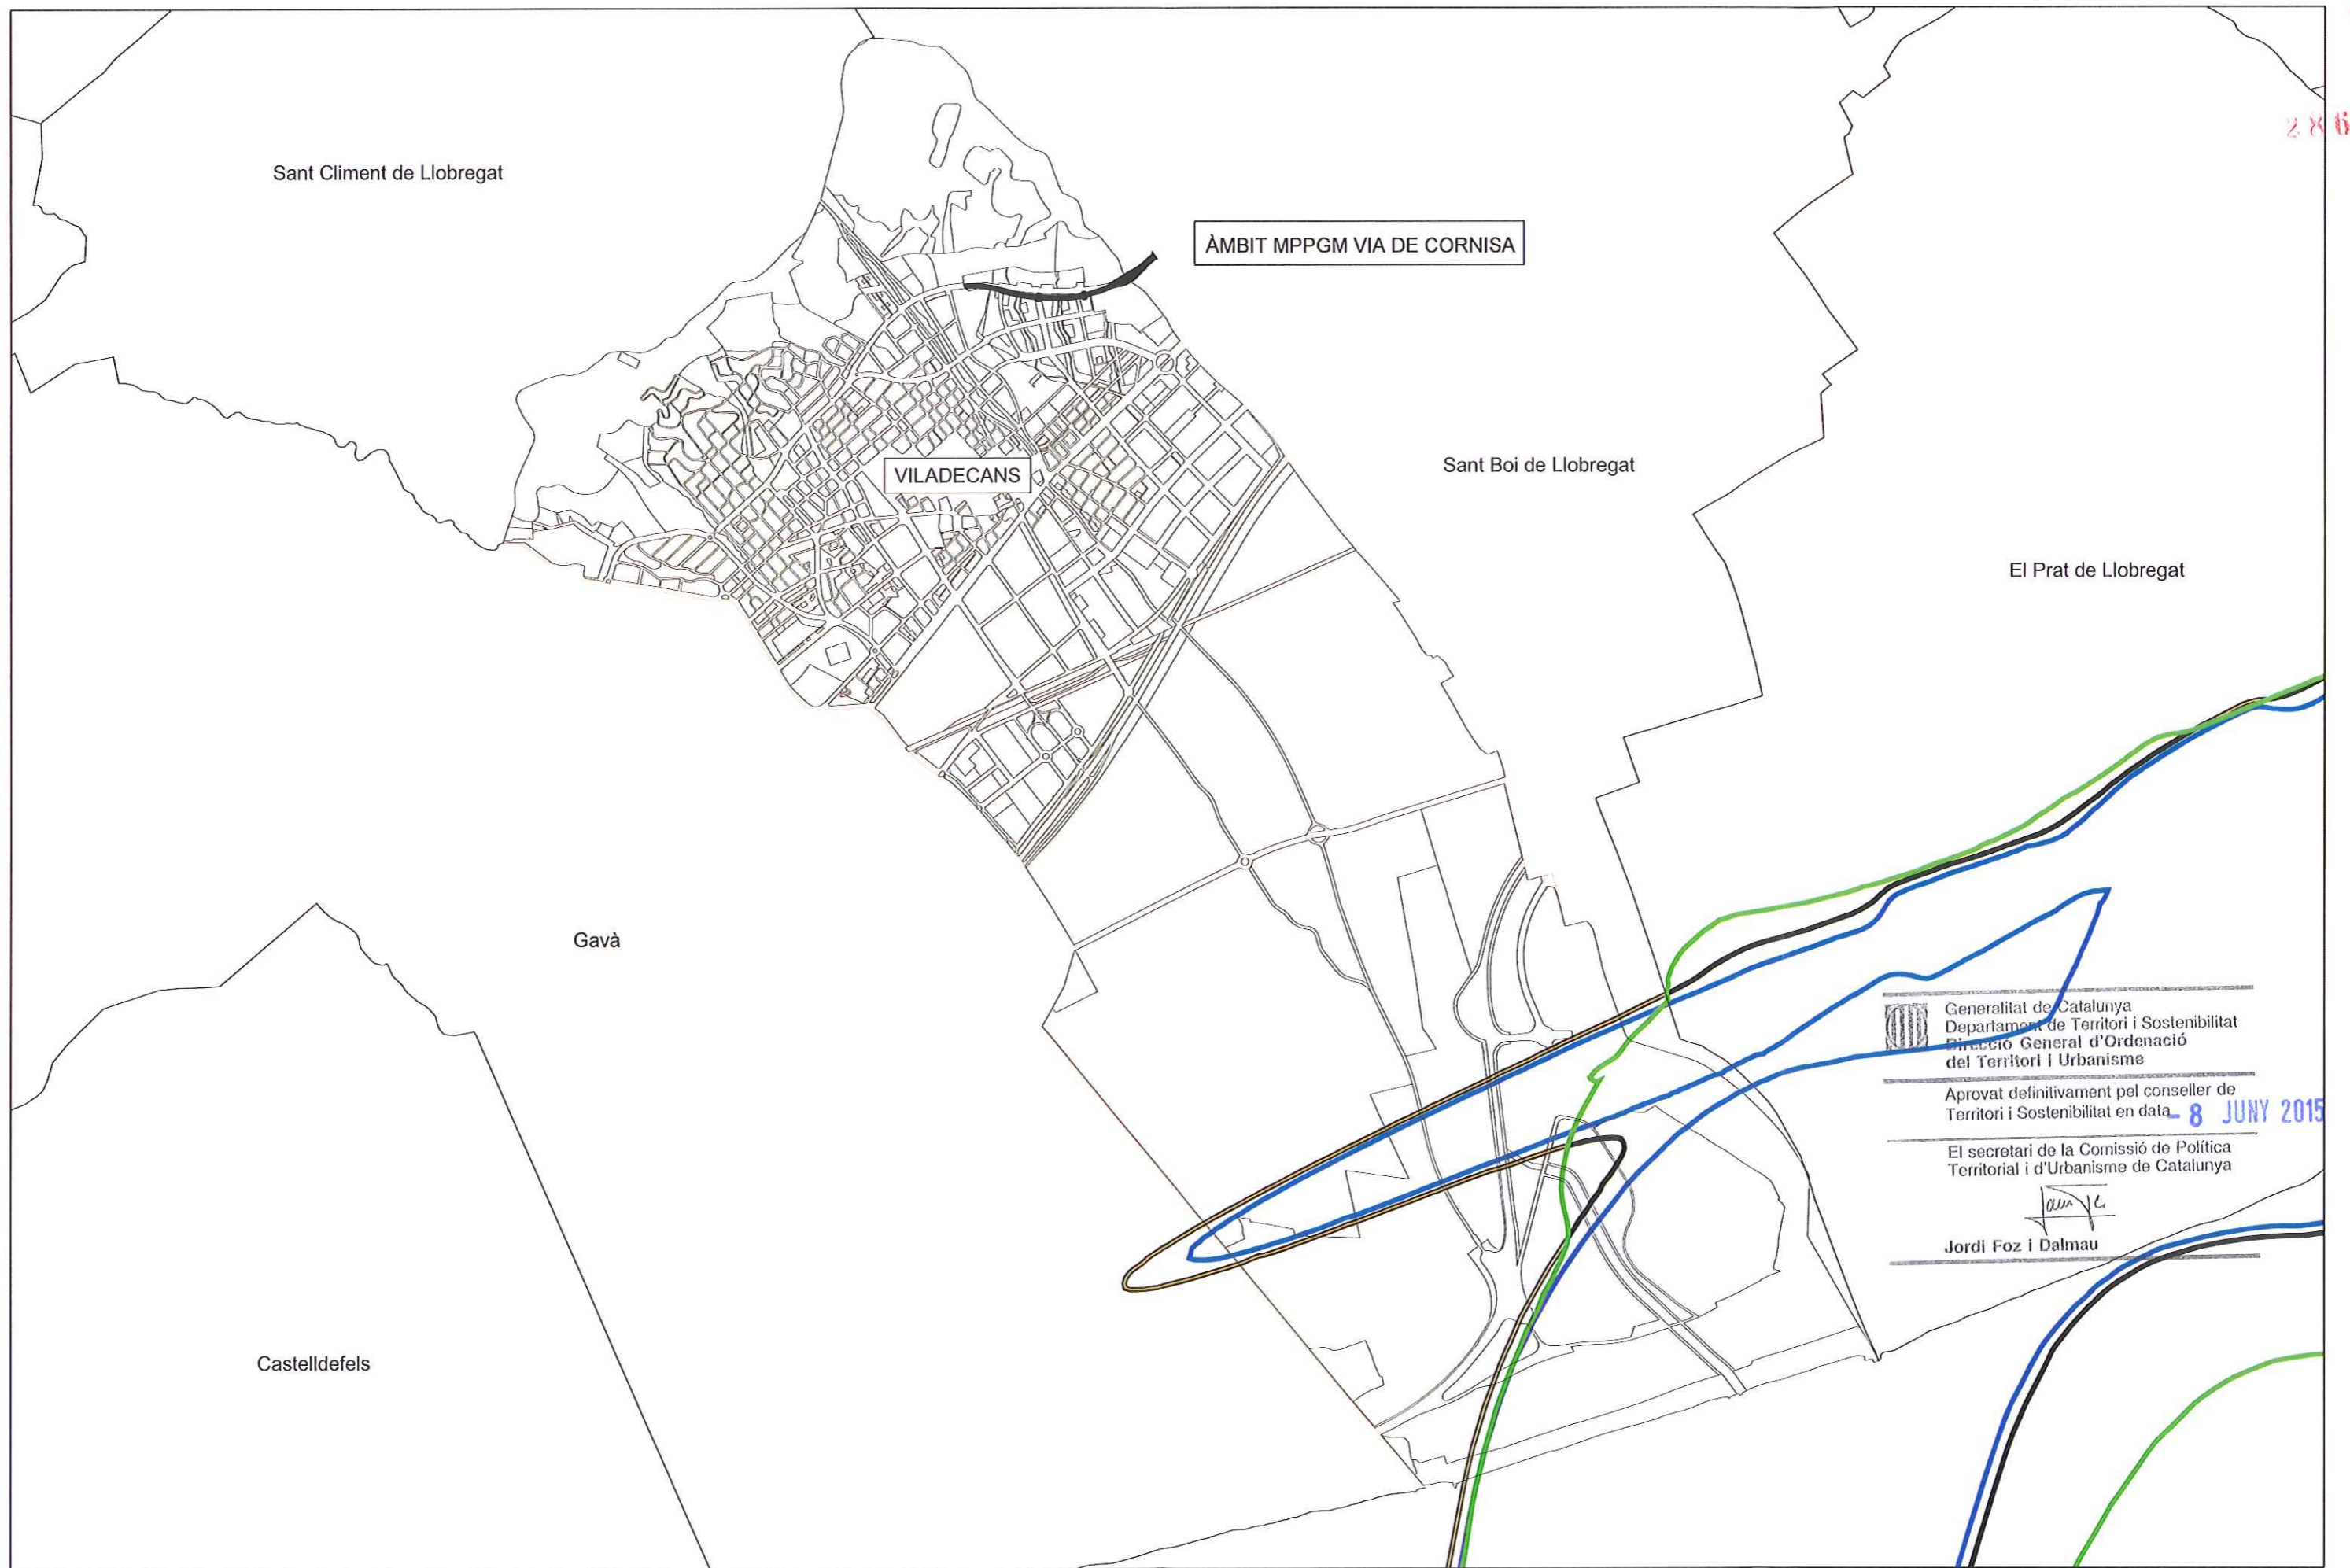 286
Sant Climent de Llobregat
ÀMBIT MPPGM VIA DE CORNISA
VILADECANS
Sant Boi de Llobregat
El Prat de Llobregat
Gavà
Castelldefels
Generalitat de Catalunya
Departament de Territori i Sostenibilitat
Direcció General d'Ordenació
del Territori i Urbanisme
Aprovat definitivament pel conseller de
Territori i Sostenibilitat en data - 8 JUNY 2015
El secretari de la Comissió de Política
Territorial i d'Urbanisme de Catalunya
Jordi Foz i Dalmau